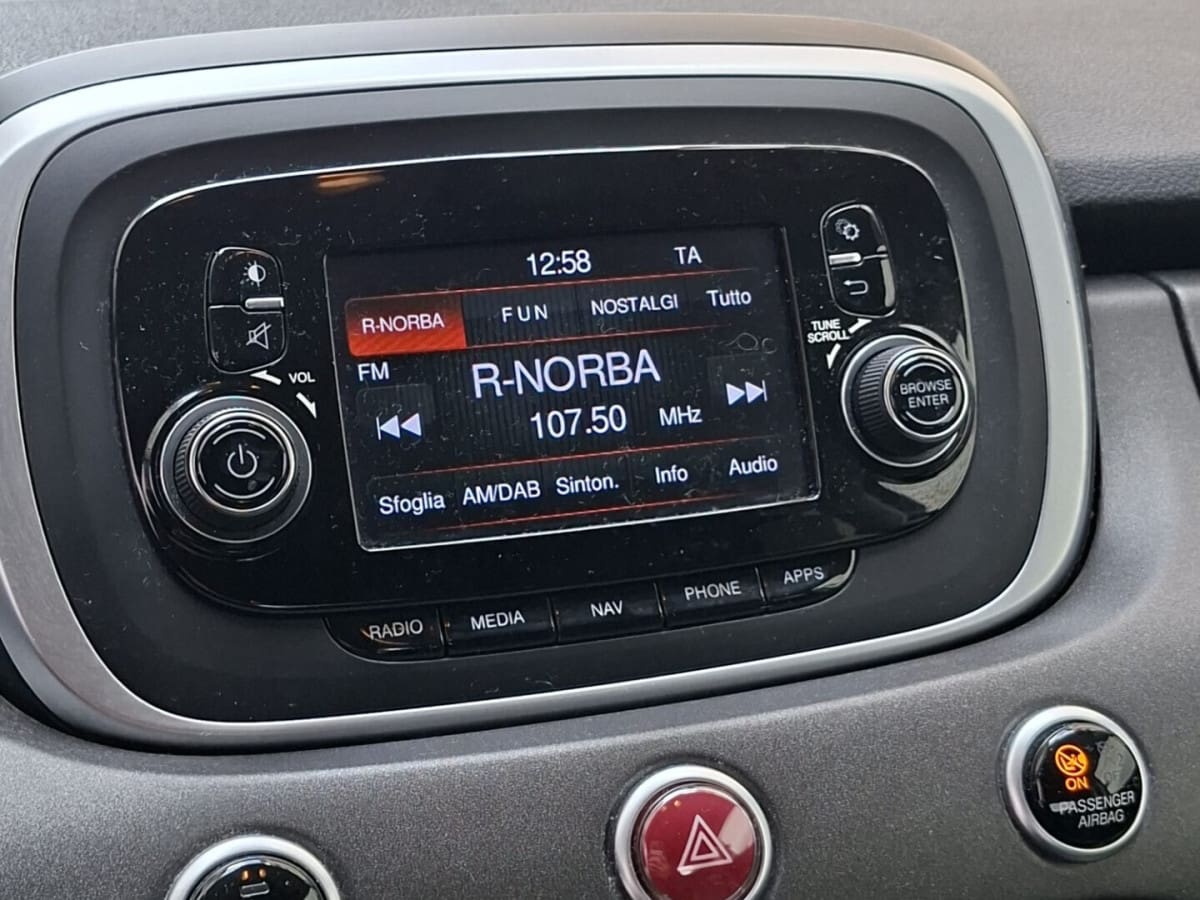 12:58 TA
R-NORBA FUN NOSTALGI Tutto
FM
R-NORBA
107.50 MHz
Sfoglia AM/DAB Sinton. Info Audio
VOL
TUNE
SCROLL
BROWSE
ENTER
RADIO MEDIA NAV PHONE APPS
ON
PASSENGER
AIRBAG